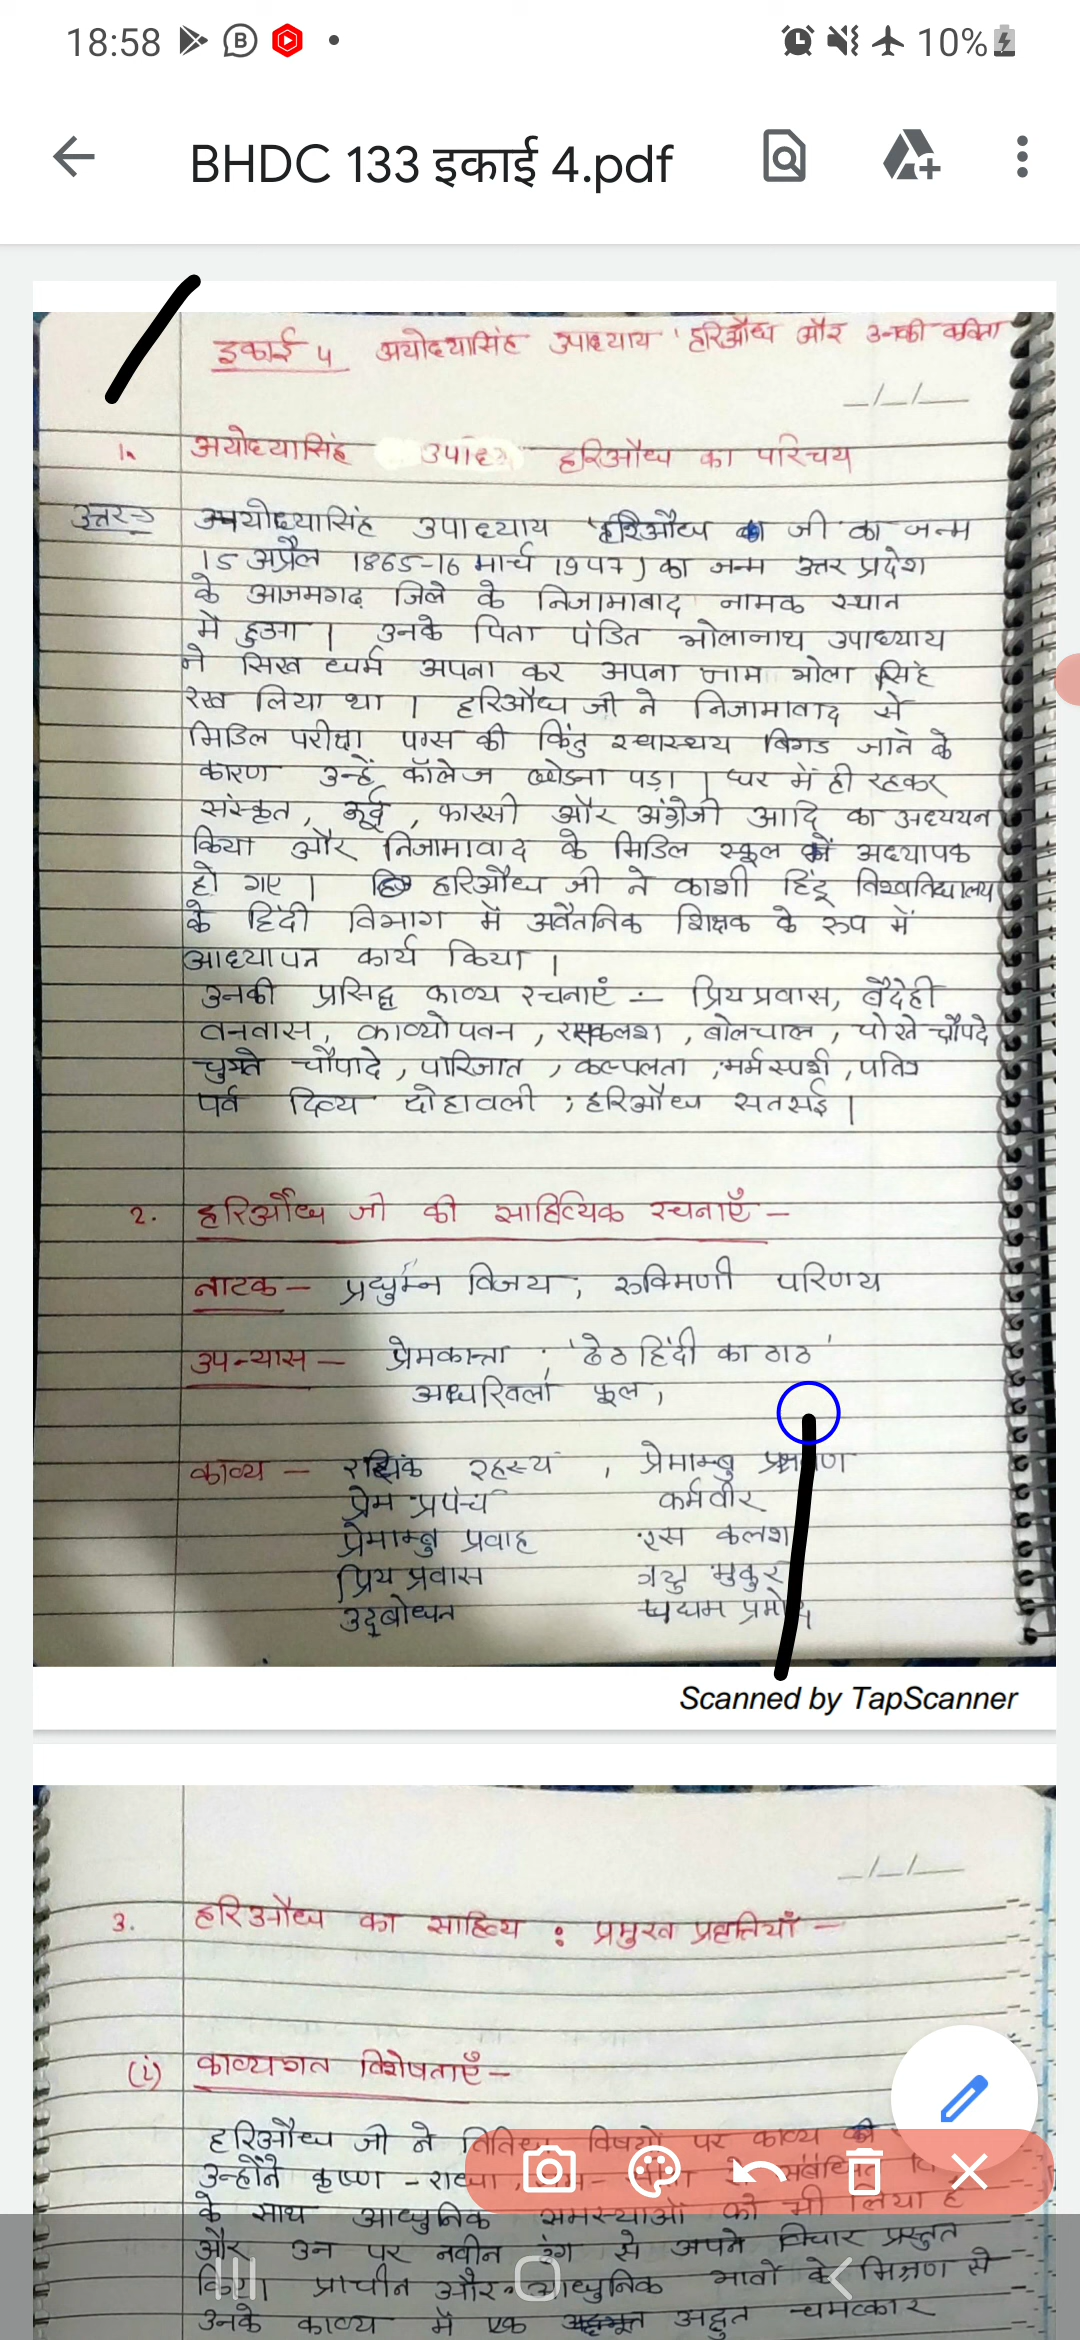 18:58 B 10%
BHDC 133 इकाई 4.pdf
इकाई 4 अयोध्यासिंह उपाध्याय 'हरिऔध और उनकी कविता
_/_/_
1. अयोध्यासिंह उपाध्य हरिऔध का परिचय
उत्तर→ अयोध्यासिंह उपाध्याय 'हरिऔध जी का जन्म
15 अप्रैल 1865-16 मार्च 1947) का जन्म उत्तर प्रदेश
के आजमगढ़ जिले के निजामाबाद नामक स्थान
में हुआ | उनके पिता पंडित भोलानाथ उपाध्याय
ने सिख धर्म अपना कर अपना नाम भोला सिंह
रख लिया था | हरिऔध जी ने निजामावाद से
मिडिल परीक्षा पास की किंतु स्वास्थय बिगड जाने के
कारण उन्हें कॉलेज छोडना पड़ा | घर में ही रहकर
संस्कृत, उर्दू, फारसी और अंग्रेजी आदि का अध्ययन
किया और निजामावाद के मिडिल स्कूल में अध्यापक
हो गए | हरिऔध जी ने काशी हिंदू विश्वविद्यालय
के हिंदी विभाग में अवैतनिक शिक्षक के रूप में
आध्यापन कार्य किया |
उनकी प्रसिद्ध काव्य रचनाएं :- प्रियप्रवास, वैदेही
वनवास, काव्योपवन, रसकलश, बोलचाल, चोखे चौपदे
चुभते चौपादे, पारिजात, कल्पलता, मर्मस्पर्श, पवित्र
पर्व दिव्य दोहावली, हरिऔध सतसई |
2. हरिऔध जी की साहित्यिक रचनाएँ -
नाटक - प्रद्युम्न विजय, रुक्मिणी परिणय
उपन्यास - प्रेमकान्ता, 'ठेठ हिंदी का ठाठ'
अधखिला फूल,
काव्य - रसिक रहस्य, प्रेमाम्बु
प्रेम प्रपंच कर्मवीर
प्रेमाम्बु प्रवाह रस कलश
प्रिय प्रवास मुकुर
उद्बोधन
Scanned by TapScanner
_/_/_
3. हरिऔध का साहित्य : प्रमुख प्रवृत्तियाँ -
(i) काव्यगत विशेषताएँ -
हरिऔध जी ने विविध विषयों पर काव्य की
उन्होंने कृष्ण - राधा, संबंधित
के साथ आधुनिक समस्याओं को भी लिया है
और उन पर नवीन ढंग से अपने विचार प्रस्तुत
किए। प्राचीन और आधुनिक भावों के मिश्रण से
उनके काव्य में एक अद्भुत चमत्कार